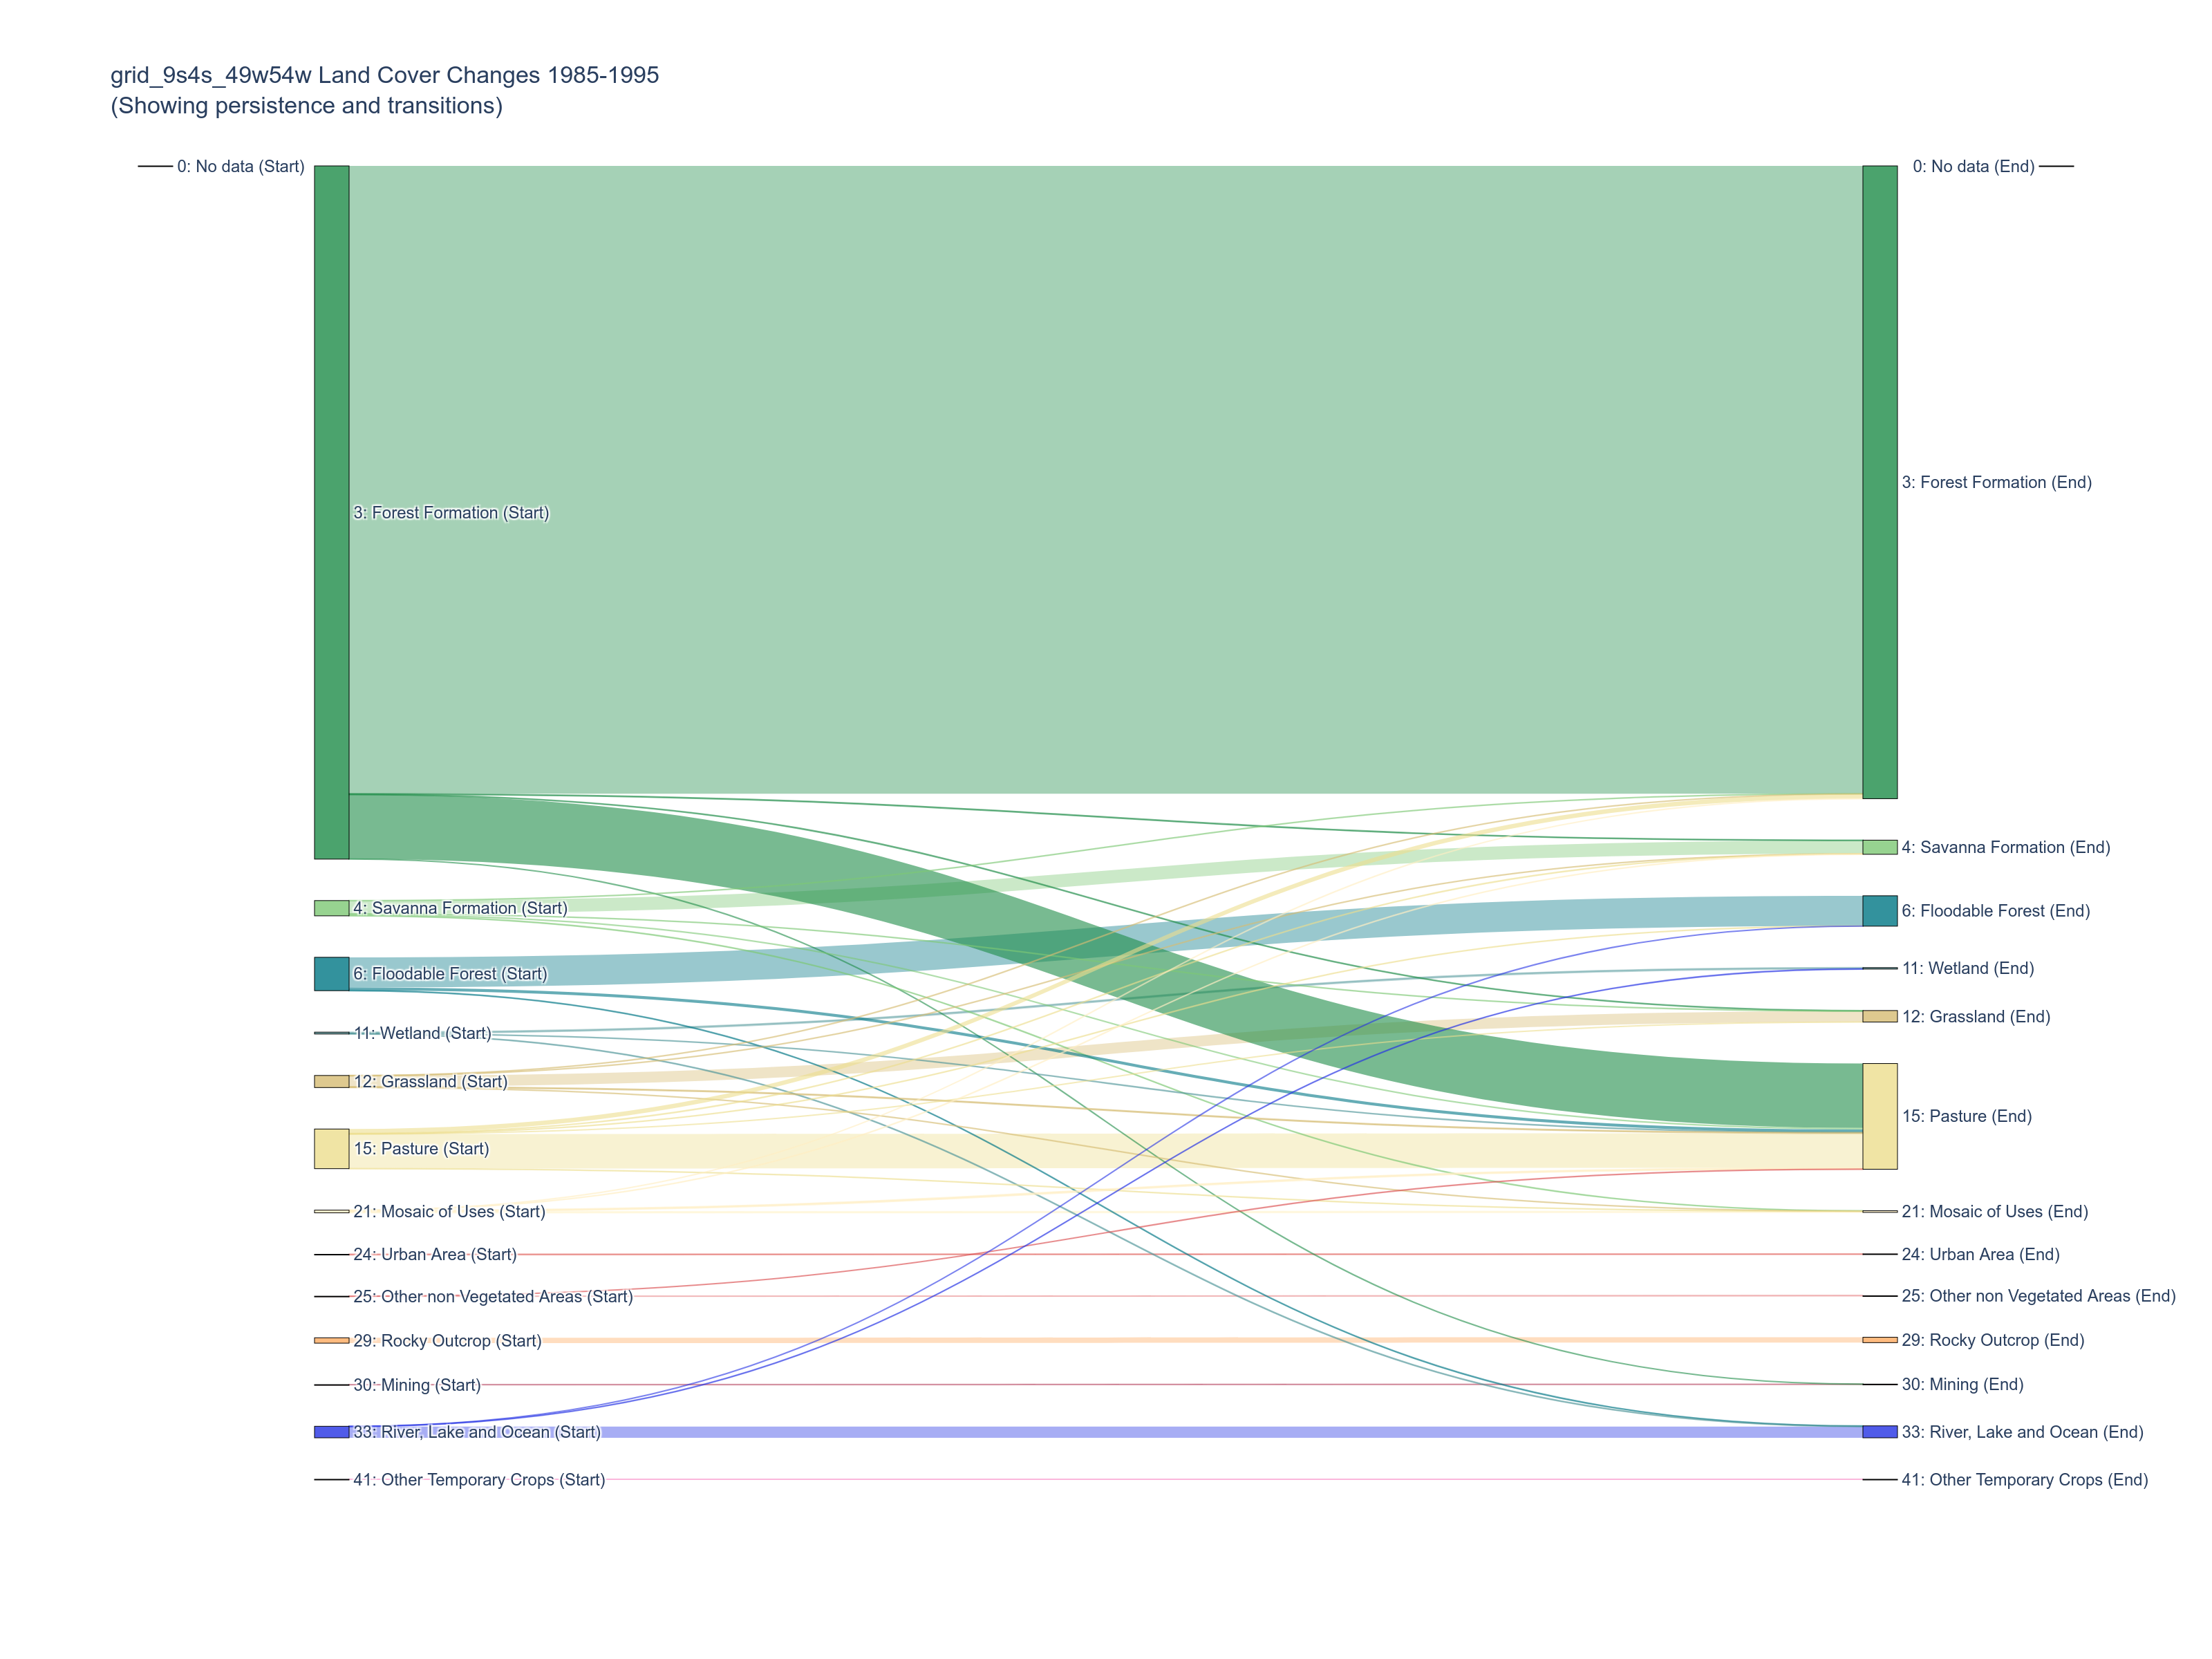 grid_9s4s_49w54w Land Cover Changes 1985-1995
(Showing persistence and transitions)
0: No data (Start)
0: No data (End)
3: Forest Formation (End)
3: Forest Formation (Start)
4: Savanna Formation (End)
4: Savanna Formation (Start)
6: Floodable Forest (End)
11: Wetland (End)
6: Floodable Forest (Start)
12: Grassland (End)
11: Wetland (Start)
12: Grassland (Start)
15: Pasture (End)
15: Pasture (Start)
21: Mosaic of Uses (Start)
21: Mosaic of Uses (End)
24: Urban Area (Start)
24: Urban Area (End)
25: Other non Vegetated Areas (Start)
25: Other non Vegetated Areas (End)
29: Rocky Outcrop (Start)
29: Rocky Outcrop (End)
30: Mining (Start)
30: Mining (End)
33: River, Lake and Ocean (Start)
33: River, Lake and Ocean (End)
41: Other Temporary Crops (Start)
41: Other Temporary Crops (End)